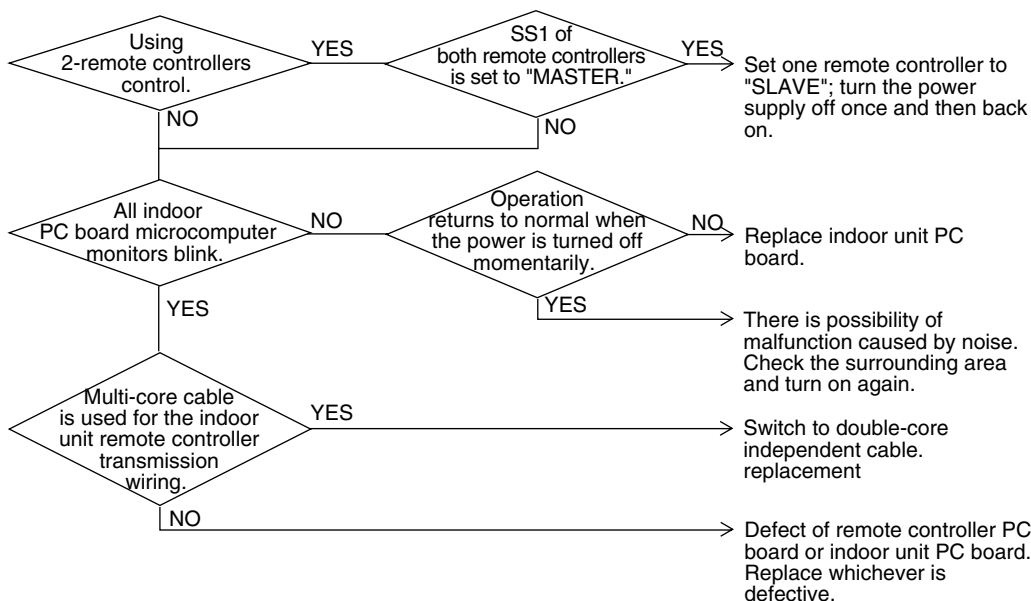 Using
2-remote controllers
control.
YES
SS1 of
both remote controllers
is set to "MASTER."
YES
Set one remote controller to
"SLAVE"; turn the power
supply off once and then back
on.
NO
NO
All indoor
PC board microcomputer
monitors blink.
NO
Operation
returns to normal when
the power is turned off
momentarily.
NO
Replace indoor unit PC
board.
YES
YES
There is possibility of
malfunction caused by noise.
Check the surrounding area
and turn on again.
Multi-core cable
is used for the indoor
unit remote controller
transmission
wiring.
YES
Switch to double-core
independent cable.
replacement
NO
Defect of remote controller PC
board or indoor unit PC board.
Replace whichever is
defective.